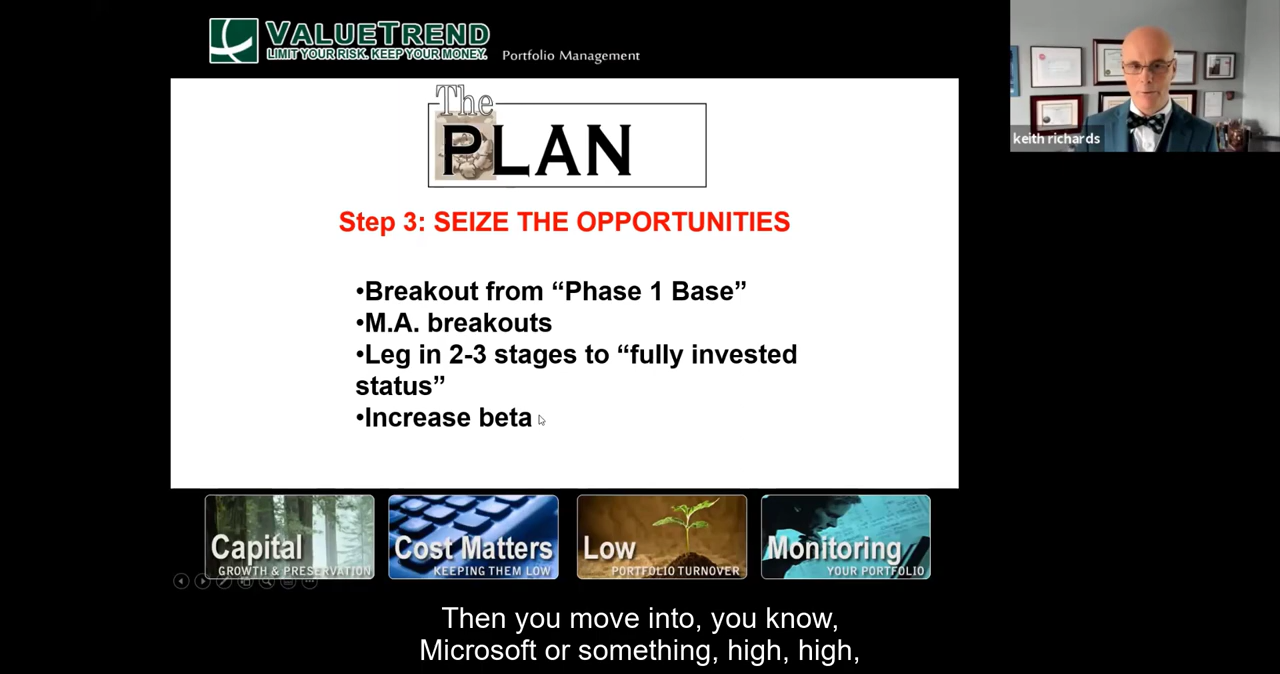 VALUETREND
LIMIT YOUR RISK. KEEP YOUR MONEY.
Portfolio Management
keith richards
The
PLAN
Step 3: SEIZE THE OPPORTUNITIES
•Breakout from “Phase 1 Base”
•M.A. breakouts
•Leg in 2-3 stages to “fully invested
status”
•Increase beta
Capital
GROWTH & PRESERVATION
Cost Matters
KEEPING THEM LOW
Low
PORTFOLIO TURNOVER
Monitoring
YOUR PORTFOLIO
Then you move into, you know,
Microsoft or something, high, high,